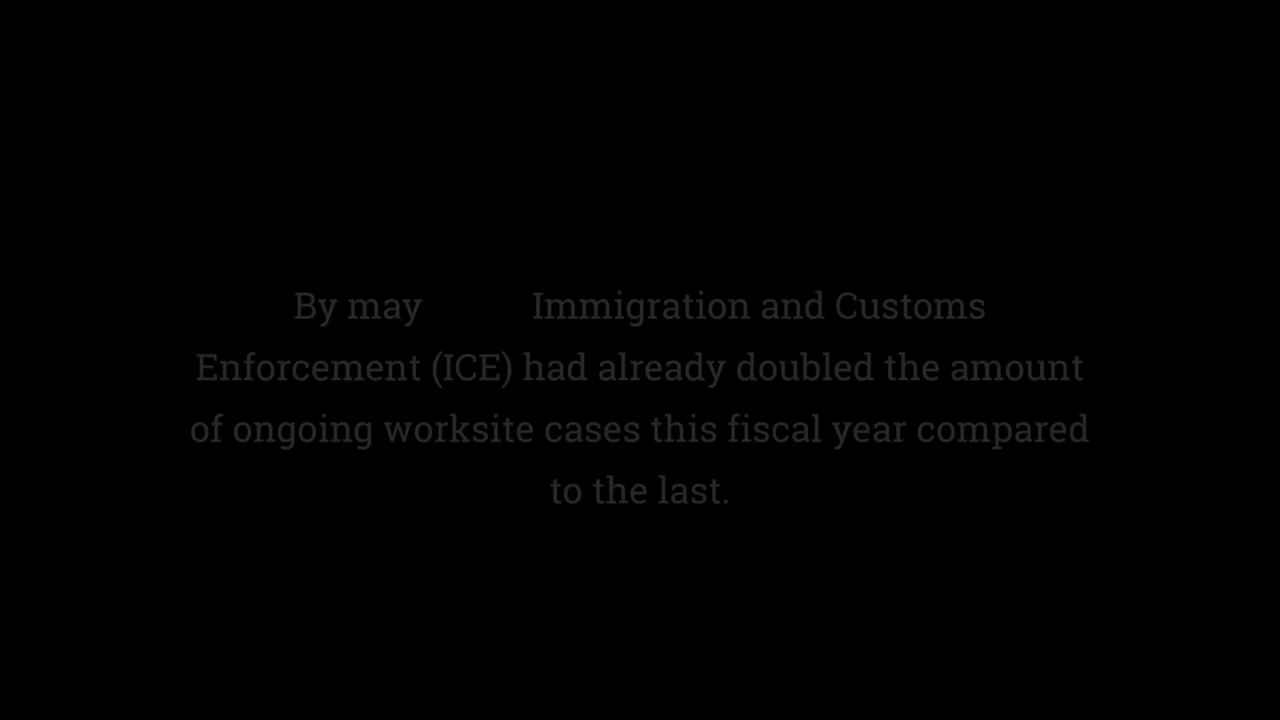 By may Immigration and Customs
Enforcement (ICE) had already doubled the amount
of ongoing worksite cases this fiscal year compared
to the last.